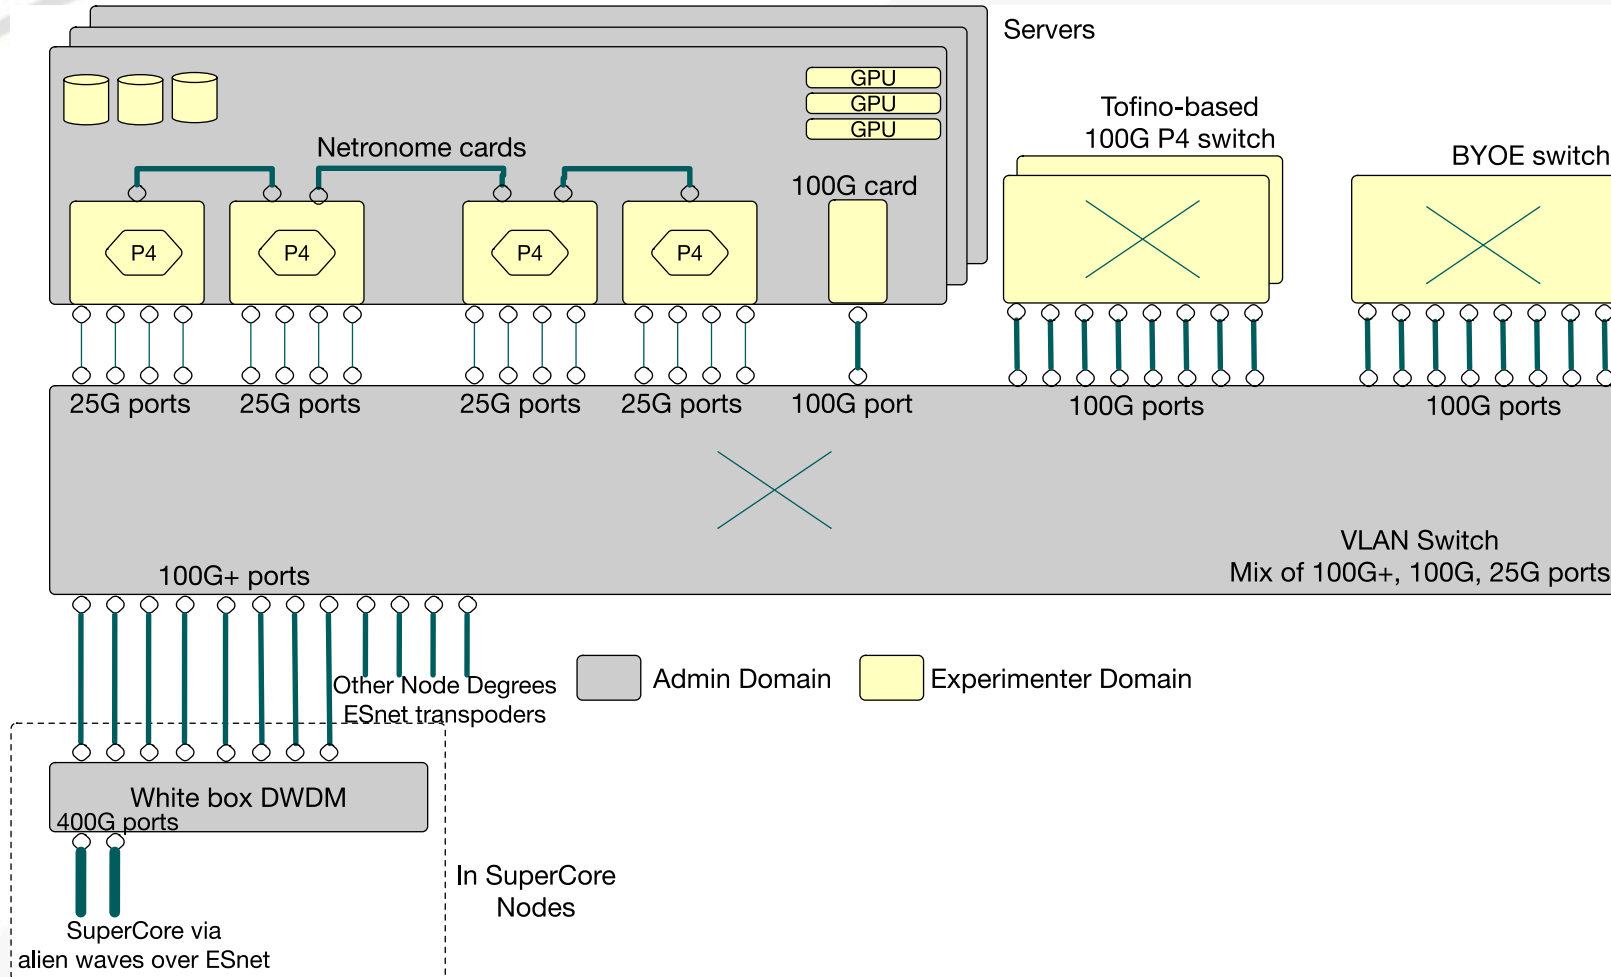 Servers
GPU
GPU
GPU
Tofino-based
100G P4 switch
BYOE switch
Netronome cards
100G card
P4
P4
P4
P4
25G ports
25G ports
25G ports
25G ports
100G port
100G ports
100G ports
VLAN Switch
Mix of 100G+, 100G, 25G ports
100G+ ports
Other Node Degrees
ESnet transpoders
Admin Domain
Experimenter Domain
White box DWDM
400G ports
In SuperCore
Nodes
SuperCore via
alien waves over ESnet